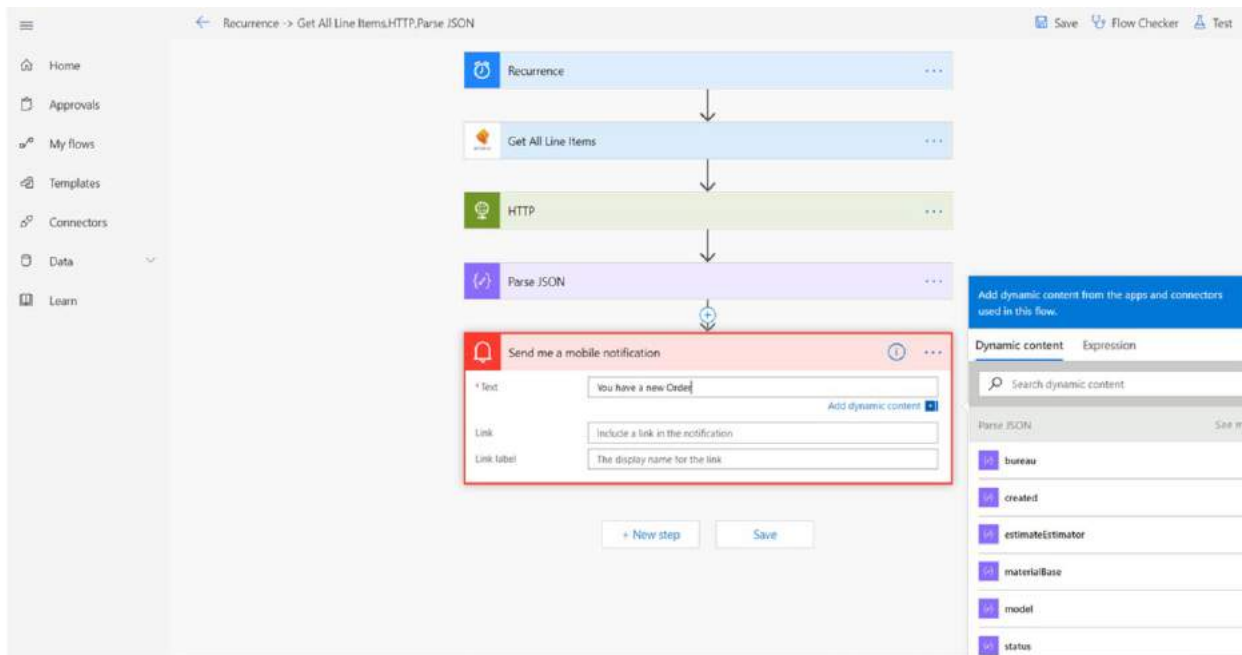 Recurrence -> Get All Line Items,HTTP,Parse JSON
Save
Flow Checker
Test
Home
Approvals
My flows
Templates
Connectors
Data
Learn
Recurrence
Get All Line Items
HTTP
Parse JSON
Send me a mobile notification
* Text
You have a new Order
Add dynamic content
Link
Include a link in the notification
Link label
The display name for the link
+ New step
Save
Add dynamic content from the apps and connectors
used in this flow.
Dynamic content
Expression
Search dynamic content
Parse JSON
See m
bureau
created
estimateEstimator
materialBase
model
status